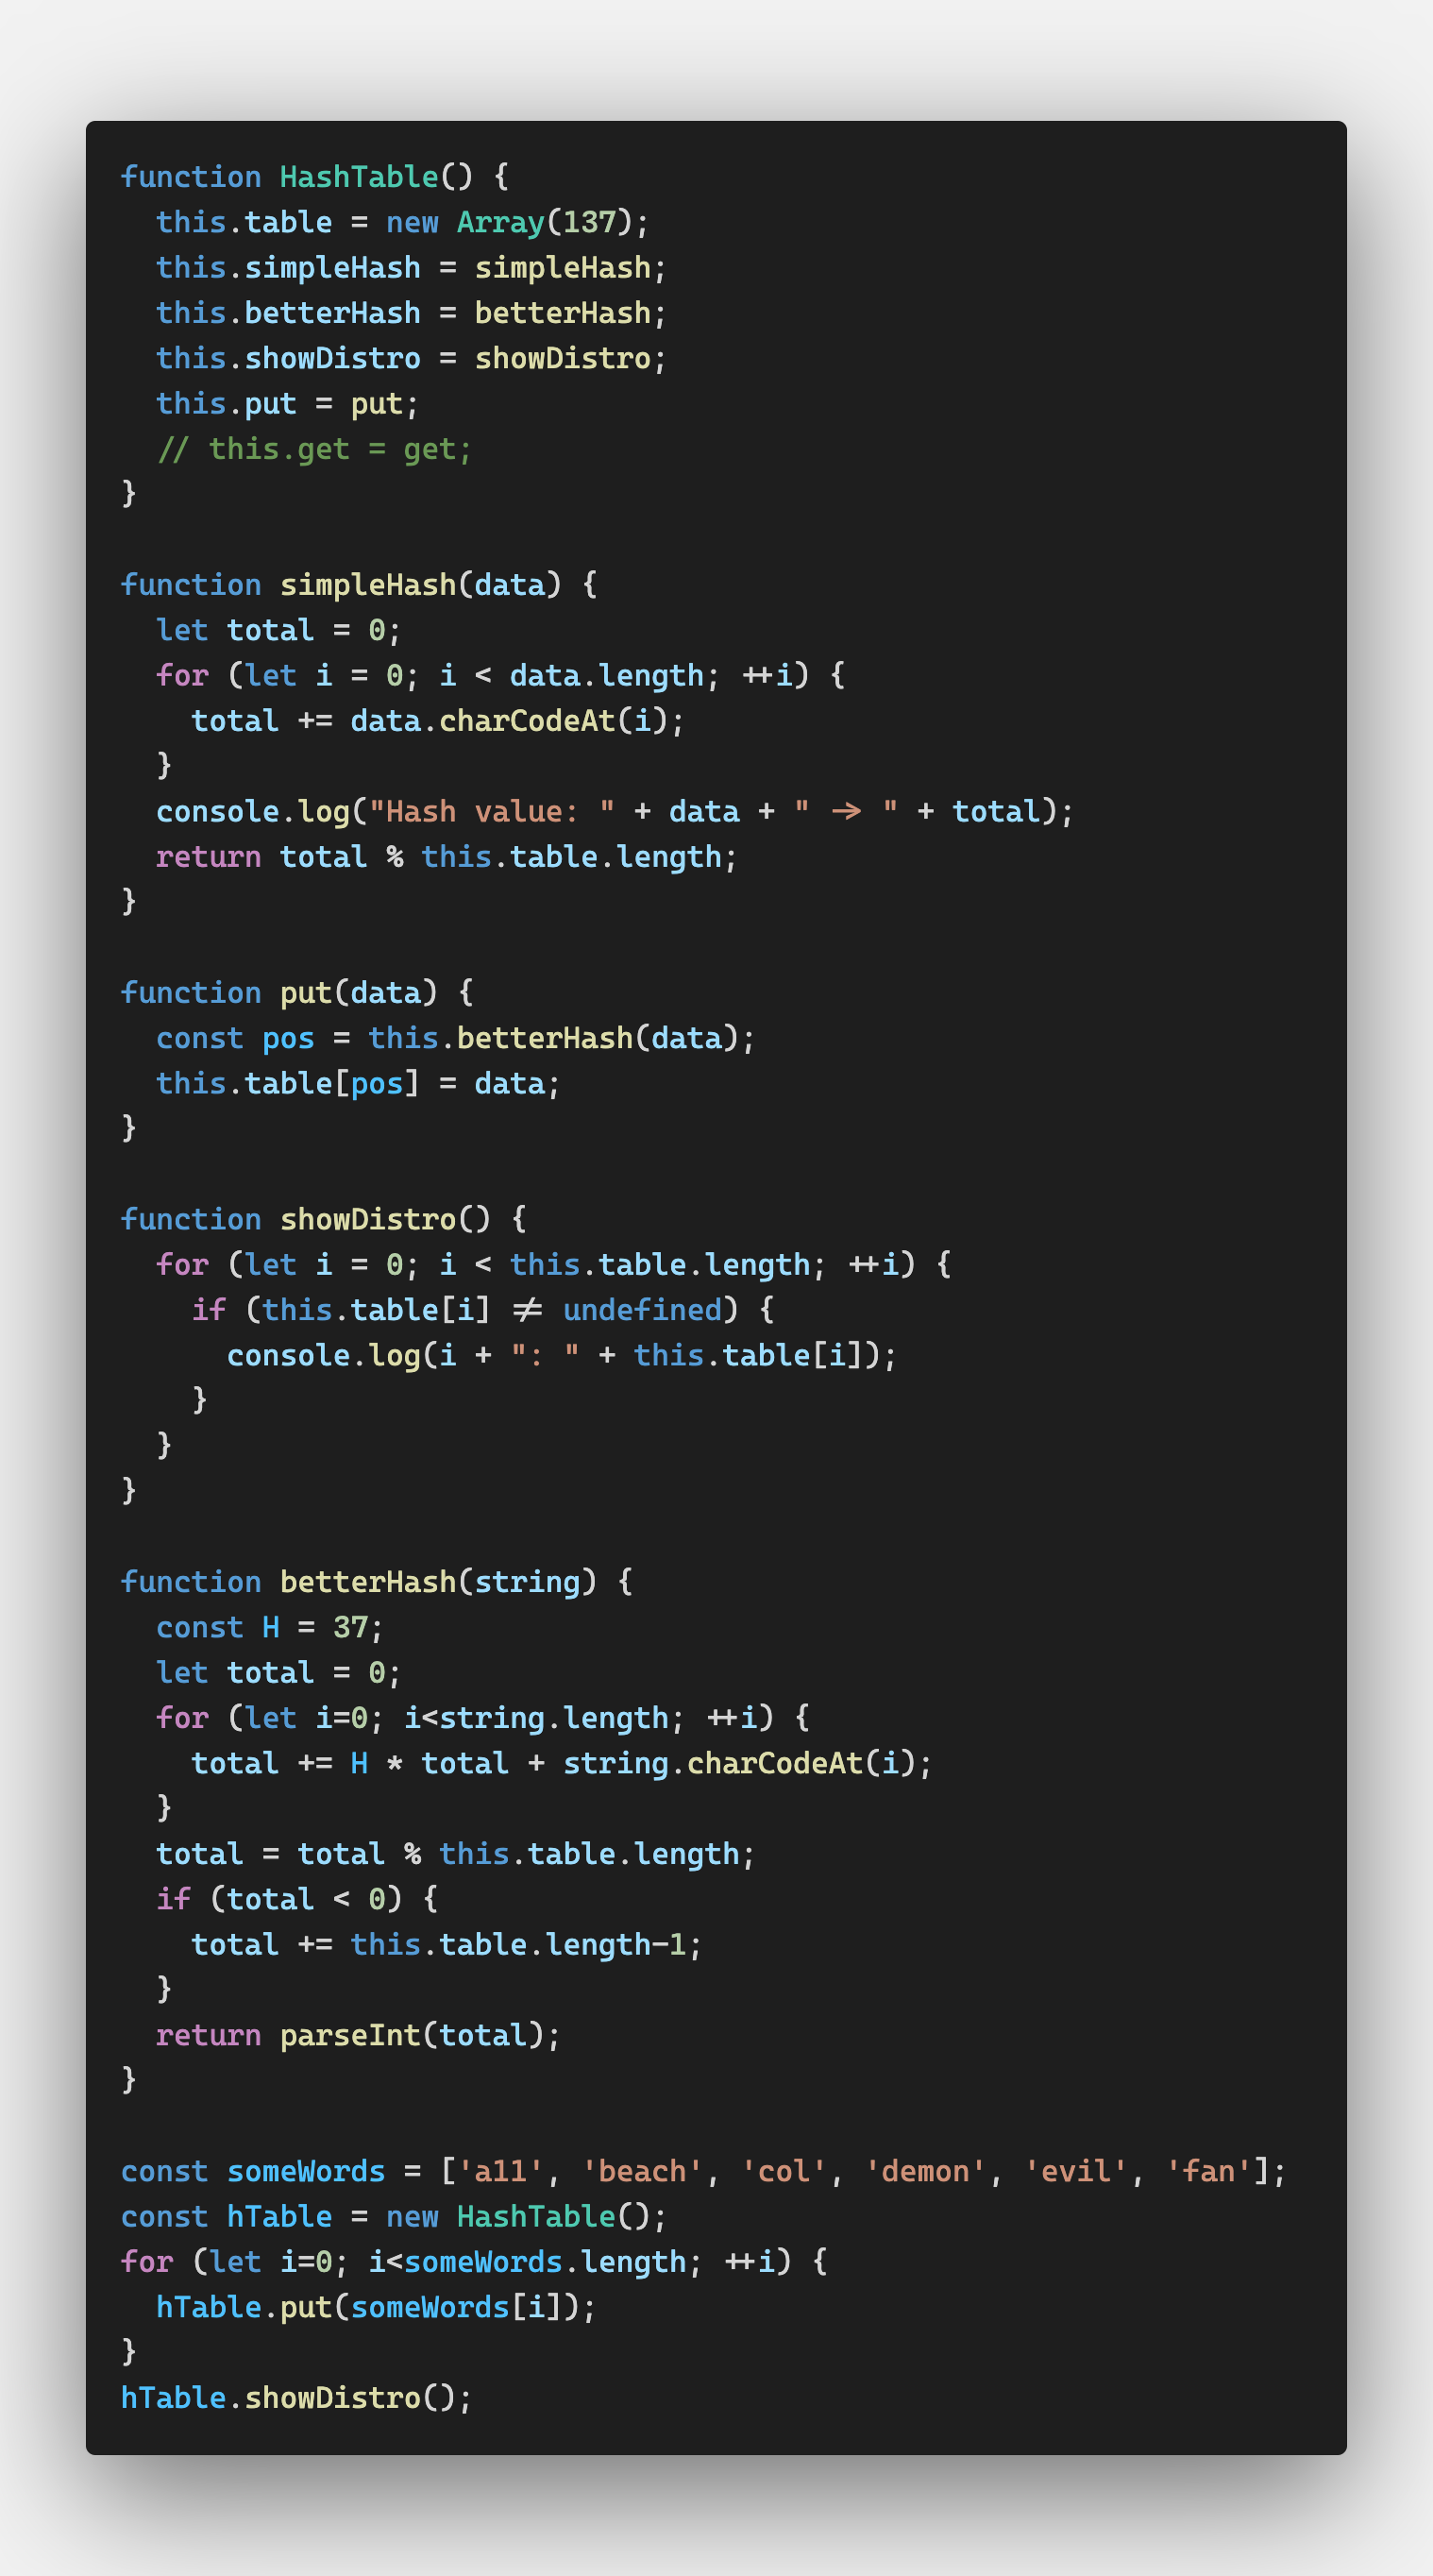 function HashTable() {
  this.table = new Array(137);
  this.simpleHash = simpleHash;
  this.betterHash = betterHash;
  this.showDistro = showDistro;
  this.put = put;
  // this.get = get;
}

function simpleHash(data) {
  let total = 0;
  for (let i = 0; i < data.length; ++i) {
    total += data.charCodeAt(i);
  }
  console.log("Hash value: " + data + " -> " + total);
  return total % this.table.length;
}

function put(data) {
  const pos = this.betterHash(data);
  this.table[pos] = data;
}

function showDistro() {
  for (let i = 0; i < this.table.length; ++i) {
    if (this.table[i] != undefined) {
      console.log(i + ": " + this.table[i]);
    }
  }
}

function betterHash(string) {
  const H = 37;
  let total = 0;
  for (let i=0; i<string.length; ++i) {
    total += H * total + string.charCodeAt(i);
  }
  total = total % this.table.length;
  if (total < 0) {
    total += this.table.length-1;
  }
  return parseInt(total);
}

const someWords = ['a11', 'beach', 'col', 'demon', 'evil', 'fan'];
const hTable = new HashTable();
for (let i=0; i<someWords.length; ++i) {
  hTable.put(someWords[i]);
}
hTable.showDistro();